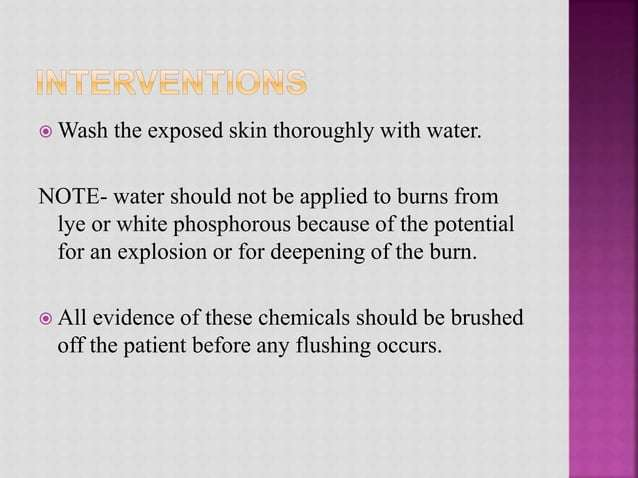 INTERVENTIONS
Wash the exposed skin thoroughly with water.
NOTE- water should not be applied to burns from
lye or white phosphorous because of the potential
for an explosion or for deepening of the burn.
All evidence of these chemicals should be brushed
off the patient before any flushing occurs.